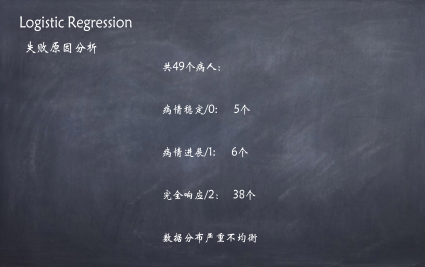 Logistic Regression
失败原因分析
共49个病人：
病情稳定/0: 5个
病情进展/1: 6个
完全响应/2： 38个
数据分布严重不均衡